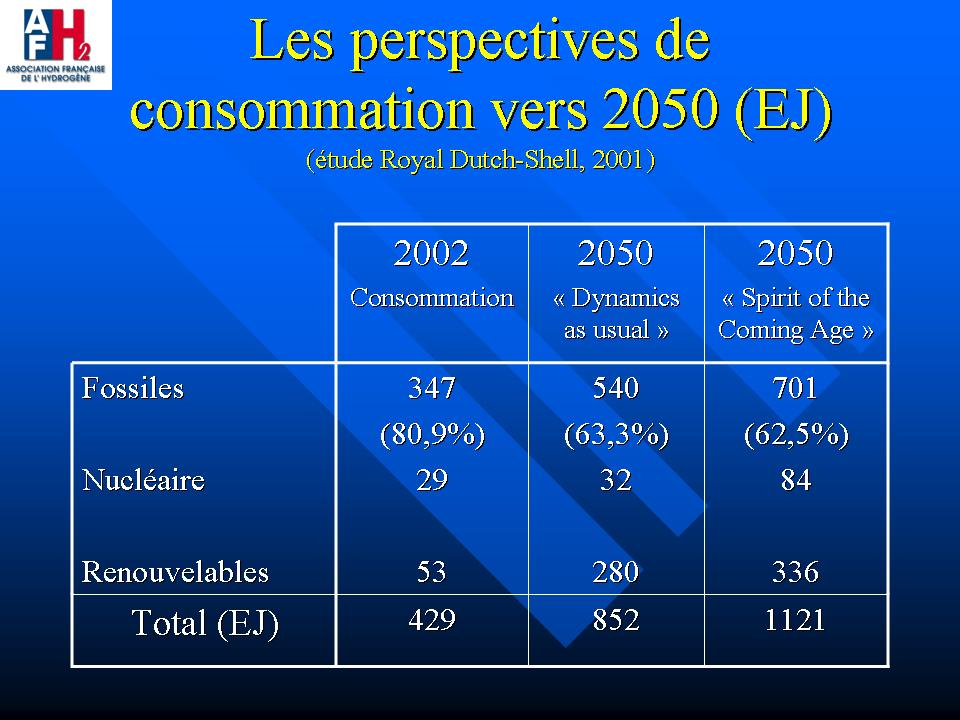 AFH2
ASSOCIATION FRANÇAISE
DE L'HYDROGÈNE
Les perspectives de
consommation vers 2050 (EJ)
(étude Royal Dutch-Shell, 2001)
2002 2050 2050
Consommation « Dynamics « Spirit of the
as usual » Coming Age »
Fossiles 347 540 701
(80,9%) (63,3%) (62,5%)
Nucléaire 29 32 84
Renouvelables 53 280 336
Total (EJ) 429 852 1121